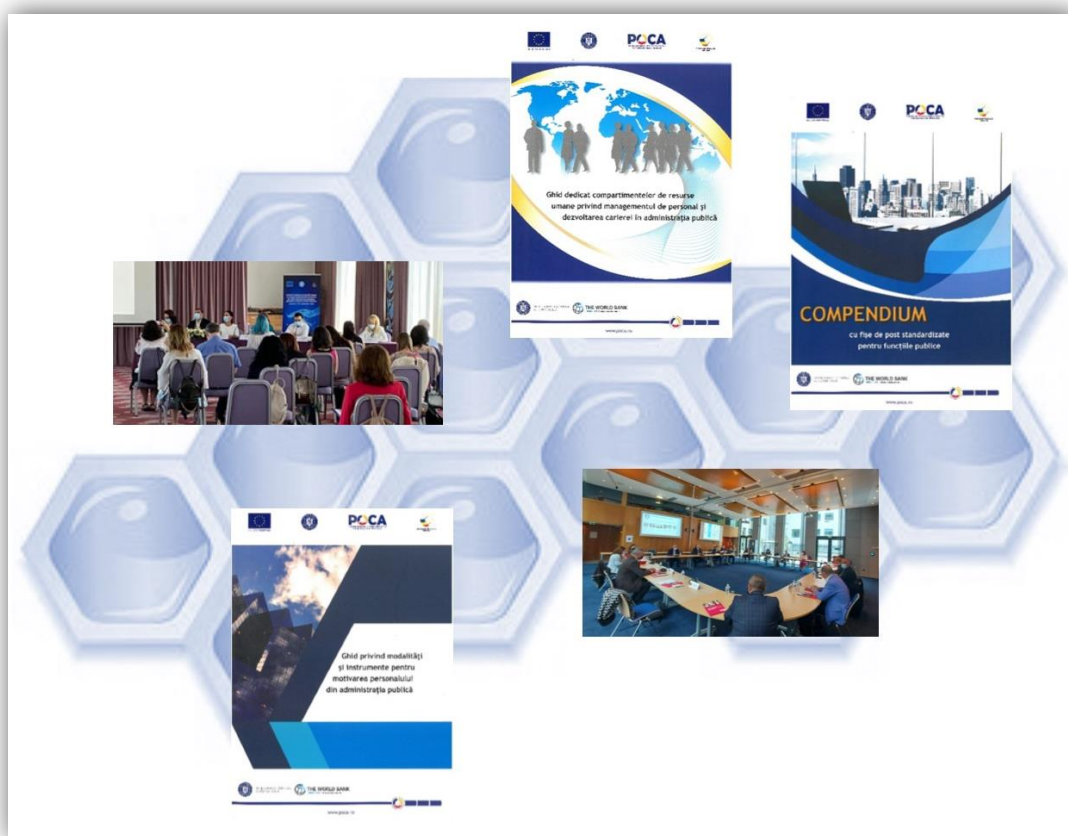 POCA
Ghid dedicat compartimentelor de resurse
umane privind managementul de personal și
dezvoltarea carierei în administrația publică
THE WORLD BANK
www.poca.ro
POCA
COMPENDIUM
cu fișe de post standardizate
pentru funcțiile publice
THE WORLD BANK
www.poca.ro
POCA
Ghid privind modalități
și instrumente pentru
motivarea personalului
din administrația publică
THE WORLD BANK
www.poca.ro